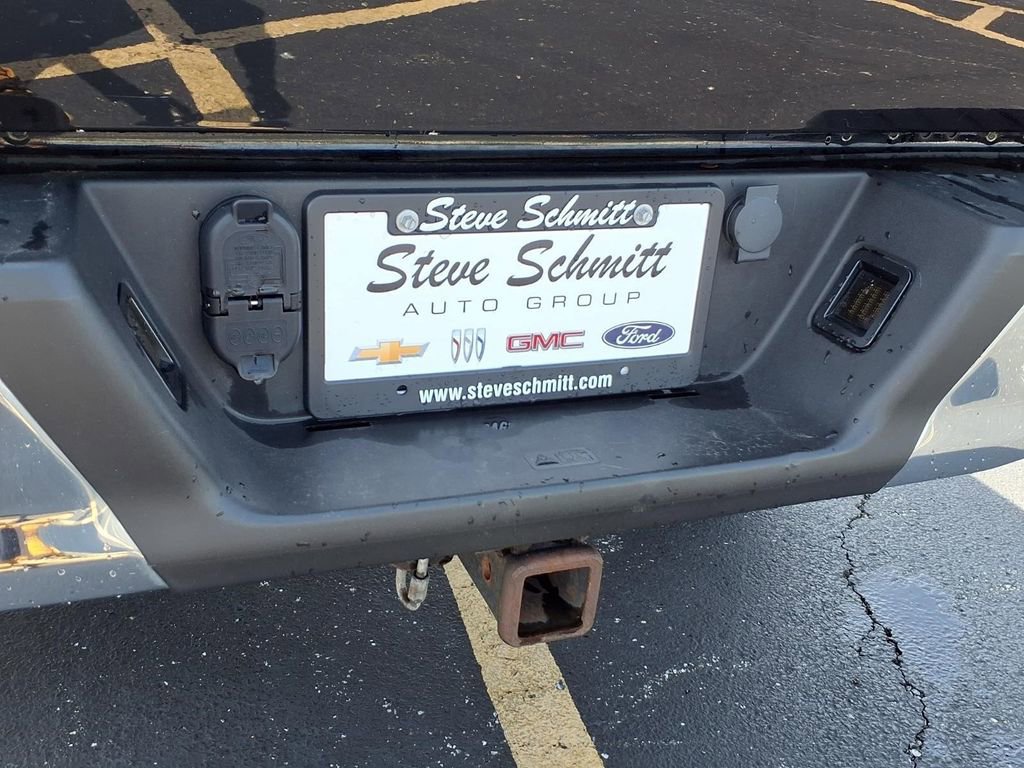 Steve Schmitt
Steve Schmitt
AUTO GROUP
GMC
Ford
www.steveschmitt.com